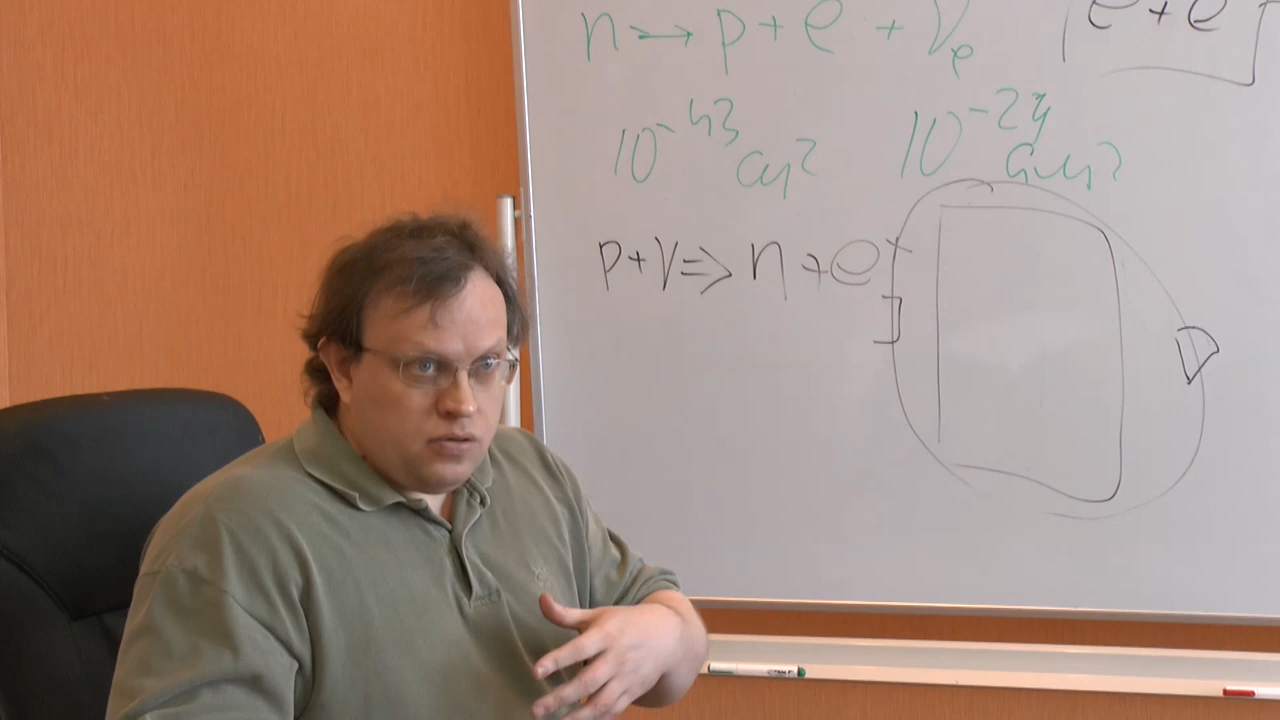 n → p + e + ν_e
e + e
10^-43 см²
10^-24 см²
p + ν ⇒ n + e